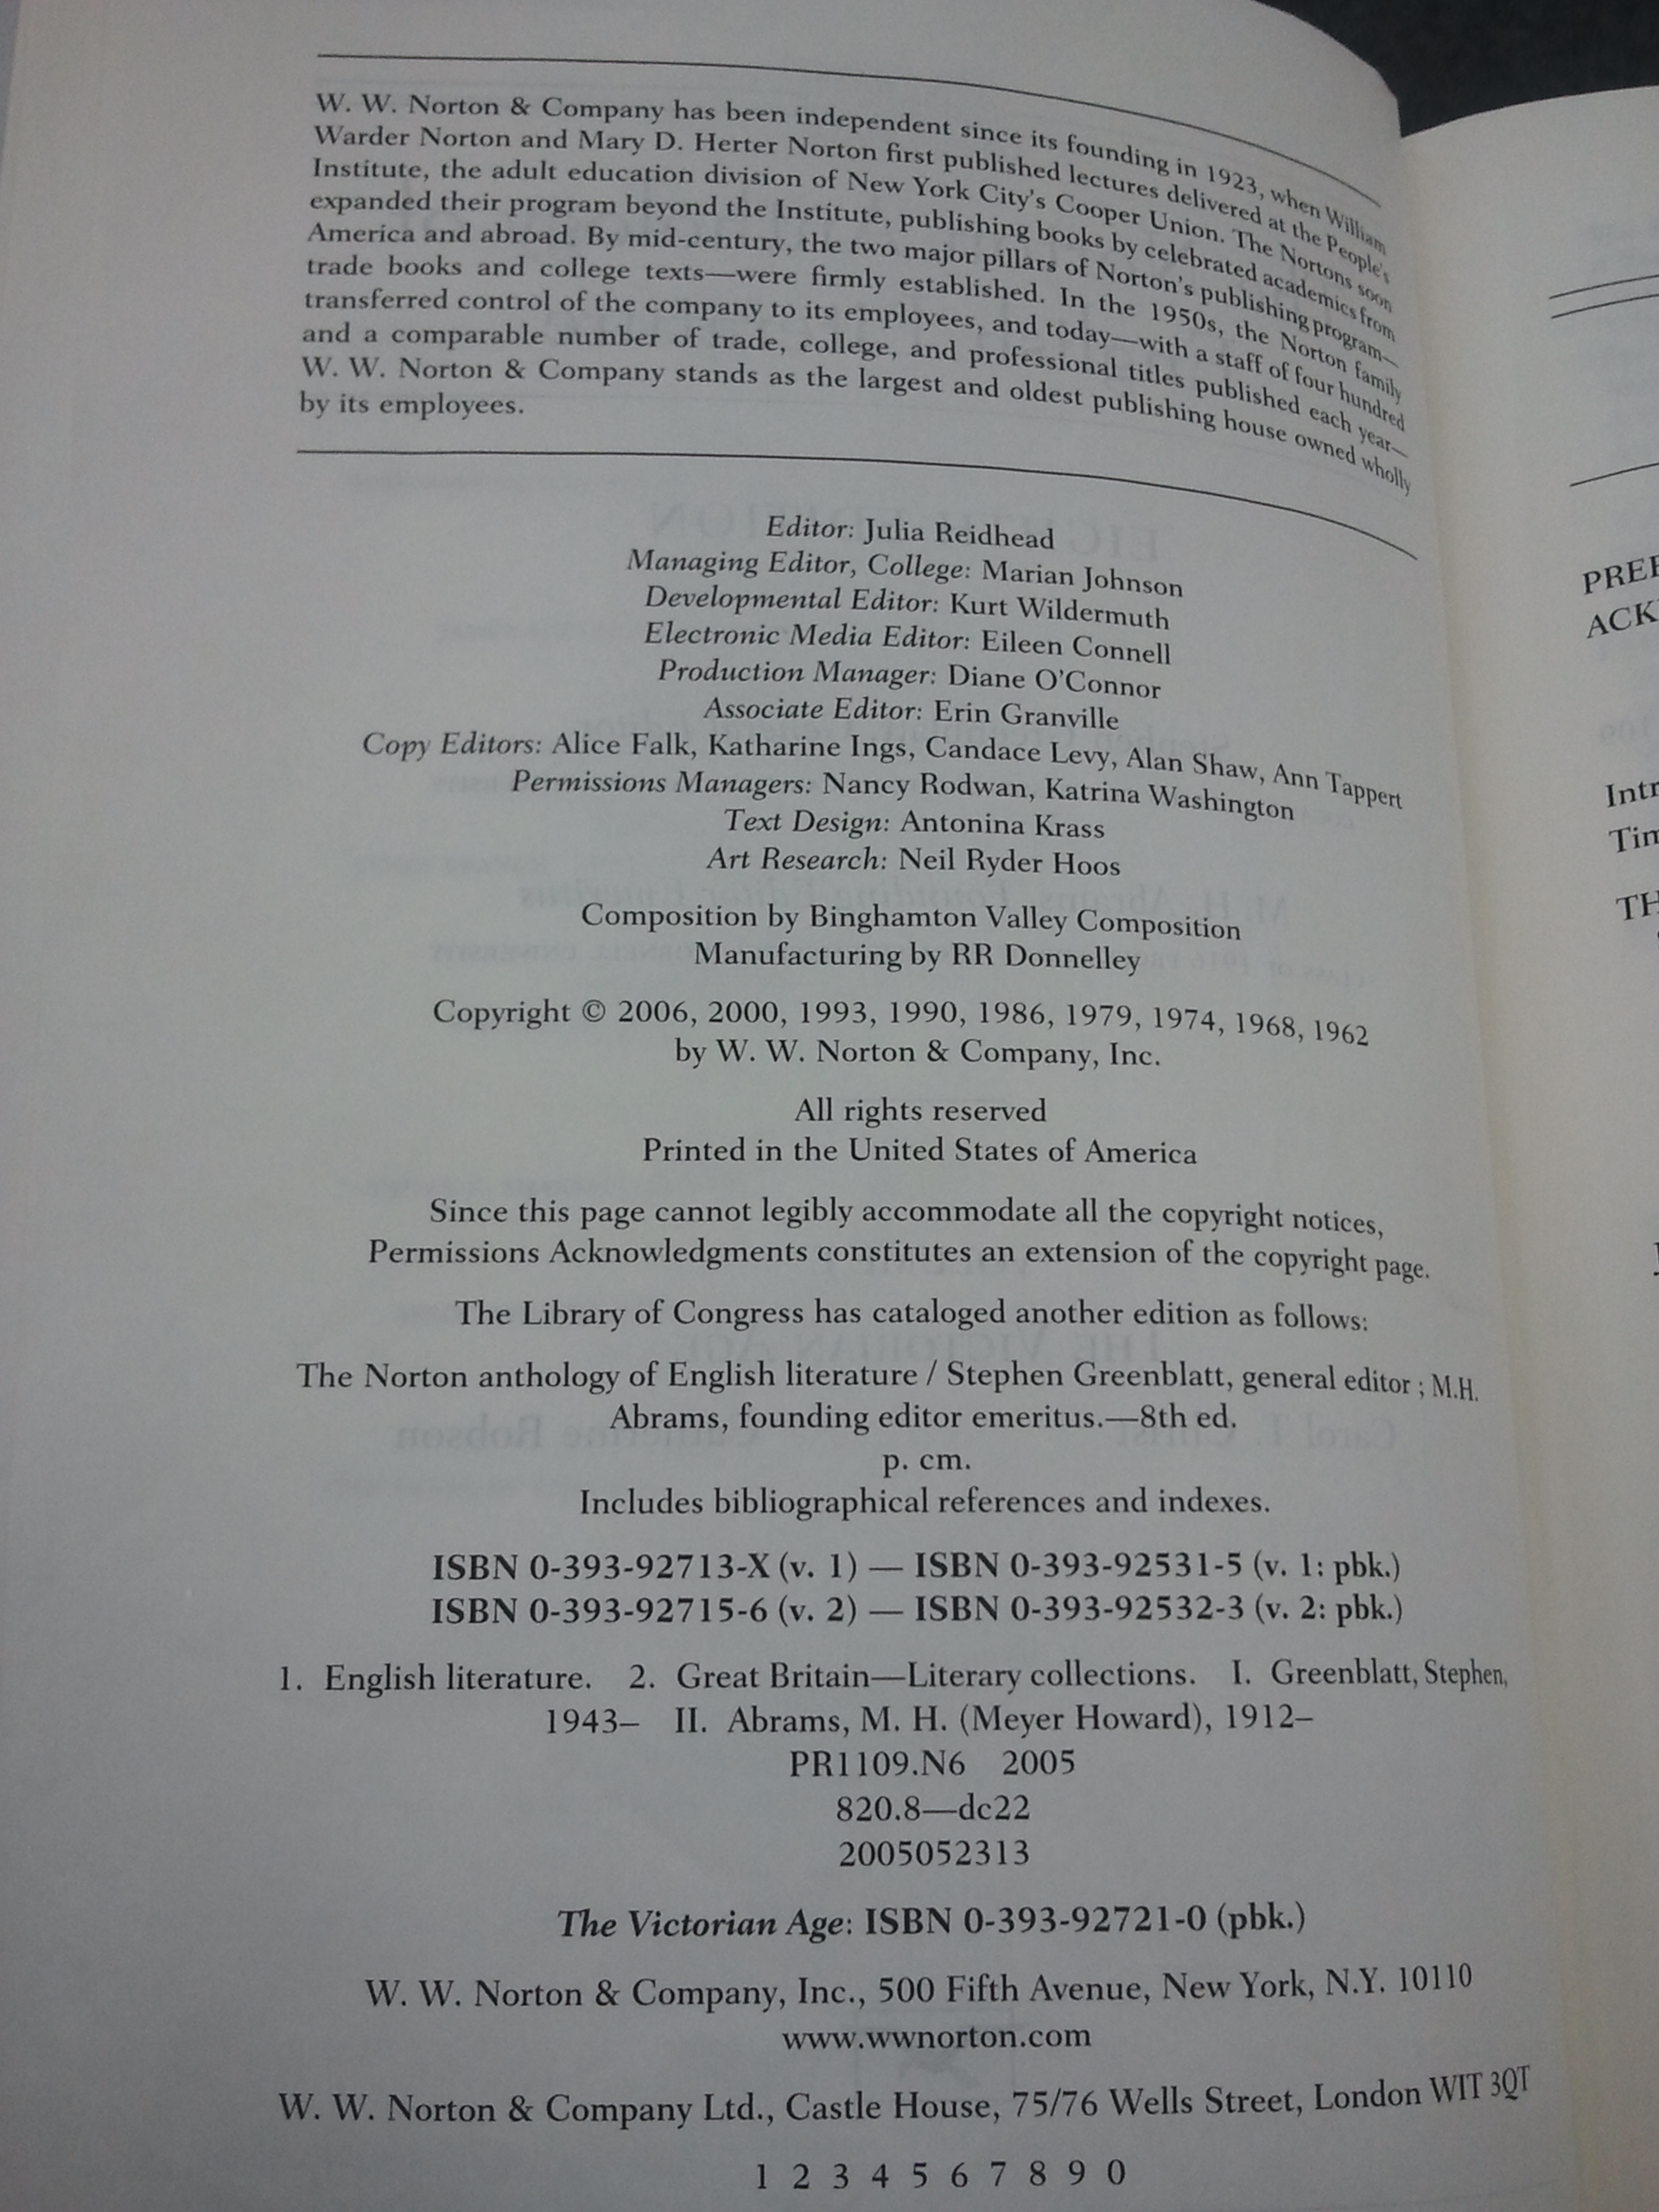 W. W. Norton & Company has been independent since its founding in 1923, when William
Warder Norton and Mary D. Herter Norton first published lectures delivered at the People's
Institute, the adult education division of New York City's Cooper Union. The Nortons soon
expanded their program beyond the Institute, publishing books by celebrated academics from
America and abroad. By mid-century, the two major pillars of Norton's publishing program—
trade books and college texts—were firmly established. In the 1950s, the Norton family
transferred control of the company to its employees, and today—with a staff of four hundred
and a comparable number of trade, college, and professional titles published each year—
W. W. Norton & Company stands as the largest and oldest publishing house owned wholly
by its employees.
Editor: Julia Reidhead
Managing Editor, College: Marian Johnson
Developmental Editor: Kurt Wildermuth
Electronic Media Editor: Eileen Connell
Production Manager: Diane O'Connor
Associate Editor: Erin Granville
Copy Editors: Alice Falk, Katharine Ings, Candace Levy, Alan Shaw, Ann Tappert
Permissions Managers: Nancy Rodwan, Katrina Washington
Text Design: Antonina Krass
Art Research: Neil Ryder Hoos
Composition by Binghamton Valley Composition
Manufacturing by RR Donnelley
Copyright © 2006, 2000, 1993, 1990, 1986, 1979, 1974, 1968, 1962
by W. W. Norton & Company, Inc.
All rights reserved
Printed in the United States of America
Since this page cannot legibly accommodate all the copyright notices,
Permissions Acknowledgments constitutes an extension of the copyright page.
The Library of Congress has cataloged another edition as follows:
The Norton anthology of English literature / Stephen Greenblatt, general editor ; M.H.
Abrams, founding editor emeritus.—8th ed.
p. cm.
Includes bibliographical references and indexes.
ISBN 0-393-92713-X (v. 1) — ISBN 0-393-92531-5 (v. 1: pbk.)
ISBN 0-393-92715-6 (v. 2) — ISBN 0-393-92532-3 (v. 2: pbk.)
1. English literature. 2. Great Britain—Literary collections. I. Greenblatt, Stephen,
1943– II. Abrams, M. H. (Meyer Howard), 1912–
PR1109.N6 2005
820.8—dc22
2005052313
The Victorian Age: ISBN 0-393-92721-0 (pbk.)
W. W. Norton & Company, Inc., 500 Fifth Avenue, New York, N.Y. 10110
www.wwnorton.com
W. W. Norton & Company Ltd., Castle House, 75/76 Wells Street, London WIT 3QT
1 2 3 4 5 6 7 8 9 0